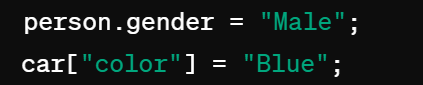 person.gender = "Male";
car["color"] = "Blue";